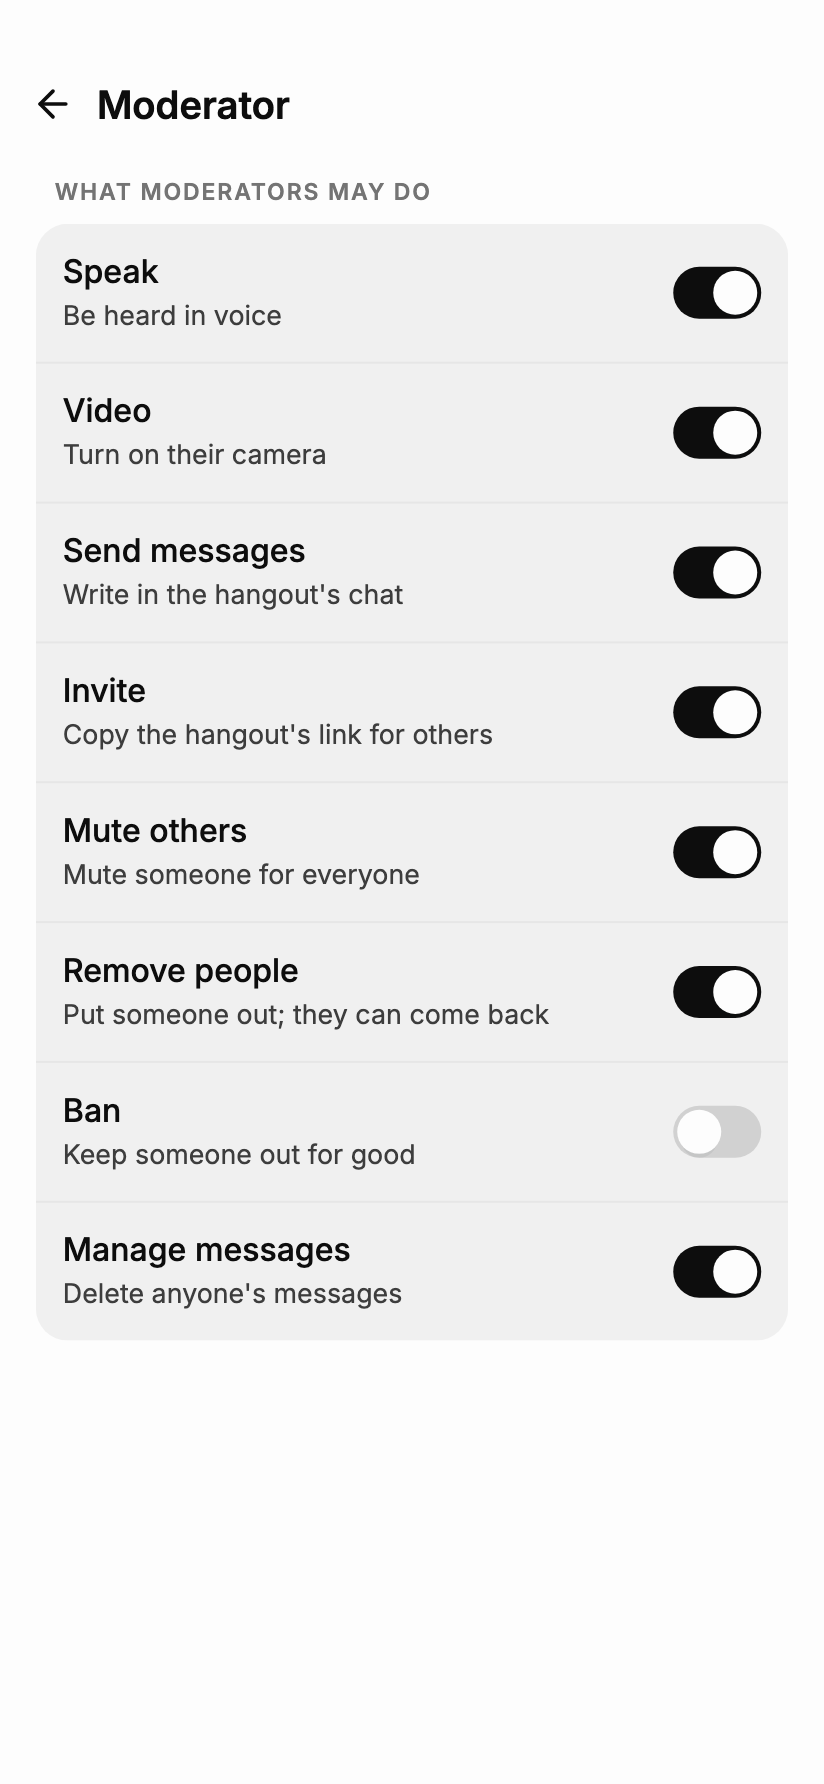 Moderator
WHAT MODERATORS MAY DO
Speak
Be heard in voice
Video
Turn on their camera
Send messages
Write in the hangout's chat
Invite
Copy the hangout's link for others
Mute others
Mute someone for everyone
Remove people
Put someone out; they can come back
Ban
Keep someone out for good
Manage messages
Delete anyone's messages